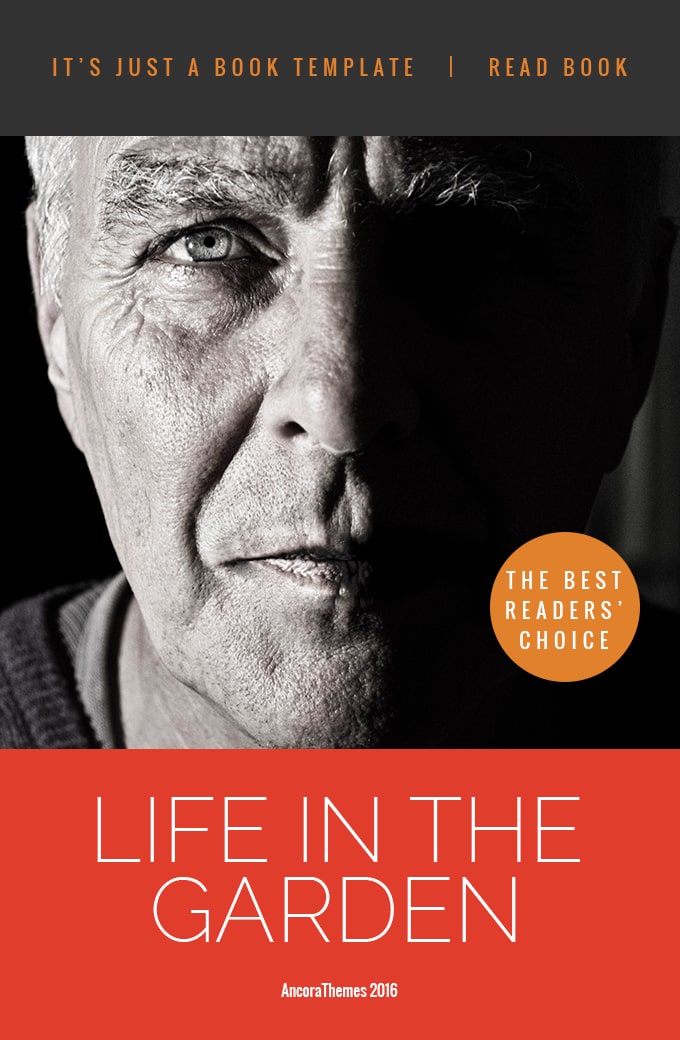 IT’S JUST A BOOK TEMPLATE | READ BOOK
THE BEST
READERS’
CHOICE
LIFE IN THE
GARDEN
AncoraThemes 2016